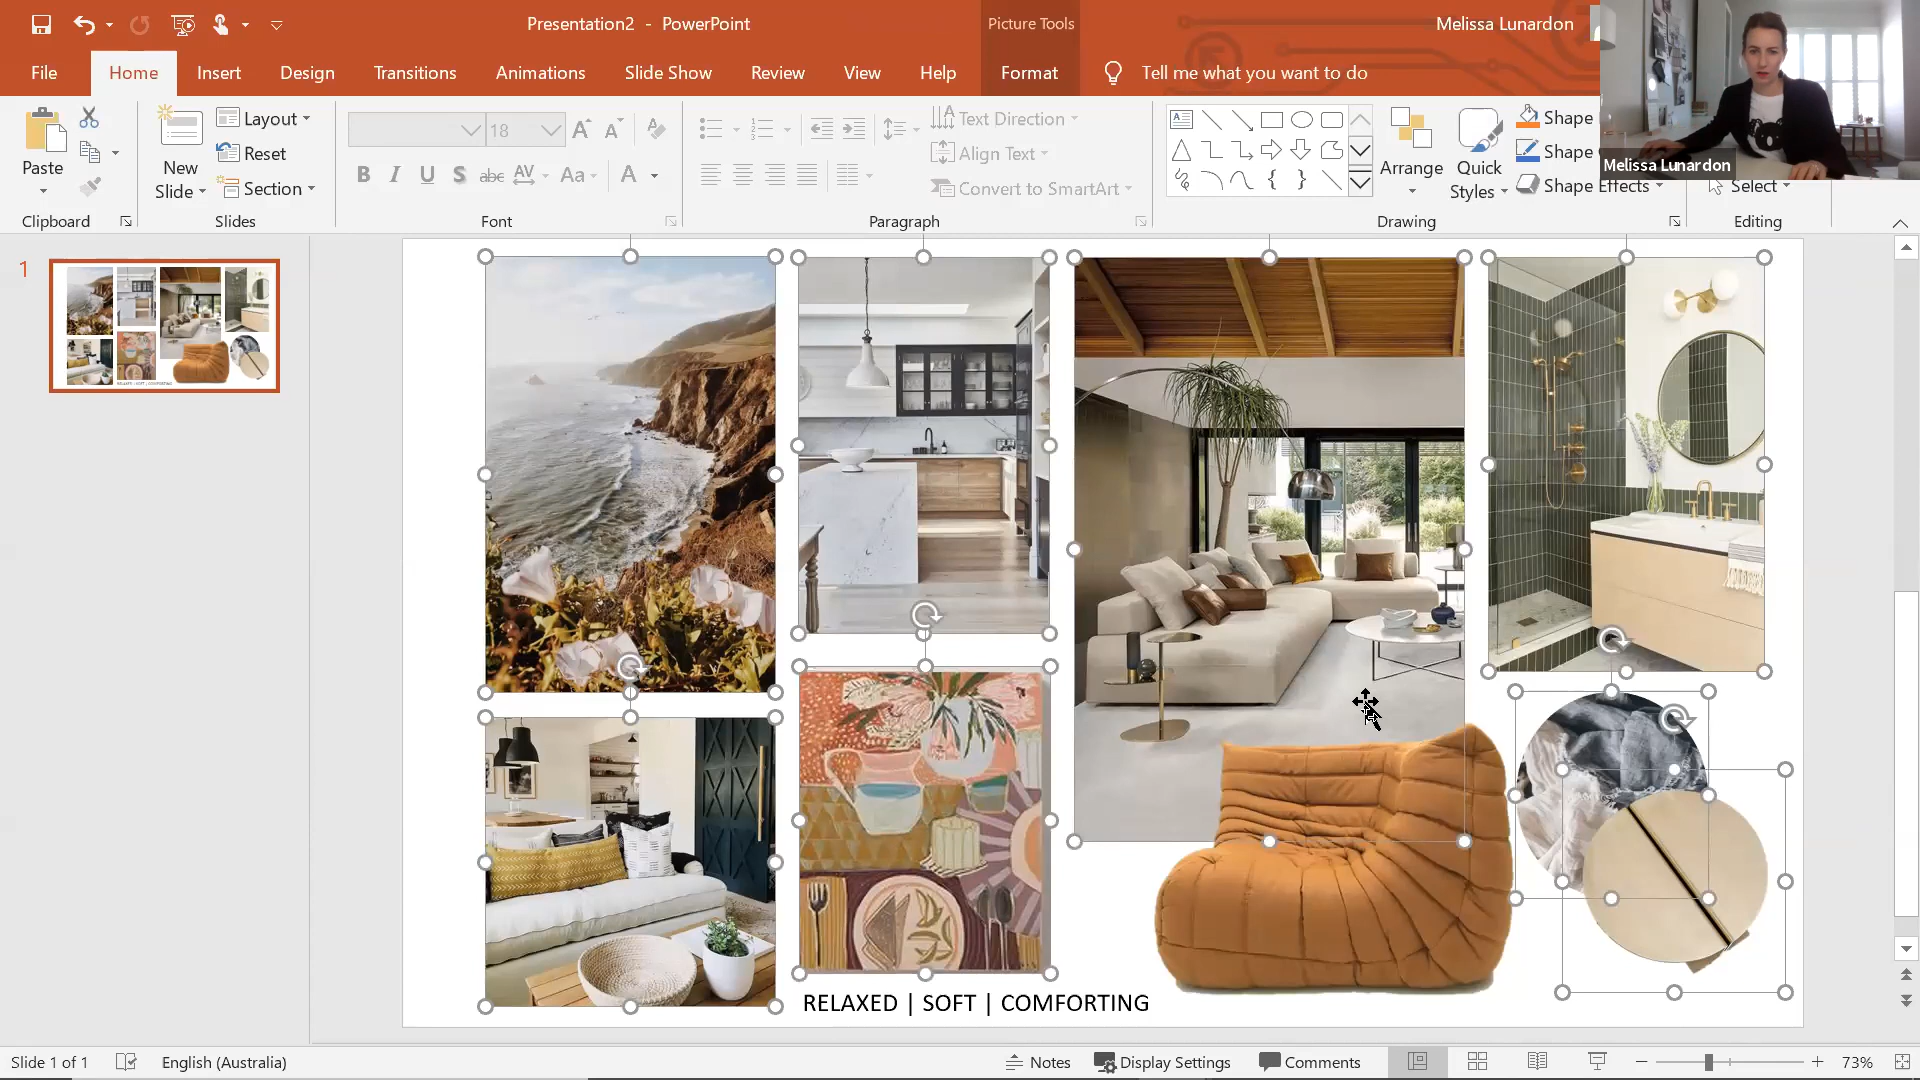 Presentation2 - PowerPoint
Picture Tools
Melissa Lunardon
File
Home
Insert
Design
Transitions
Animations
Slide Show
Review
View
Help
Format
Tell me what you want to do
Paste
New
Slide
Layout
Reset
Section
18
B I U S abc AV Aa A
Text Direction
Align Text
Convert to SmartArt
Arrange
Quick
Styles
Shape
Shape
Shape Effects
Select
Melissa Lunardon
Clipboard
Slides
Font
Paragraph
Drawing
Editing
1
RELAXED | SOFT | COMFORTING
Slide 1 of 1
English (Australia)
Notes
Display Settings
Comments
73%